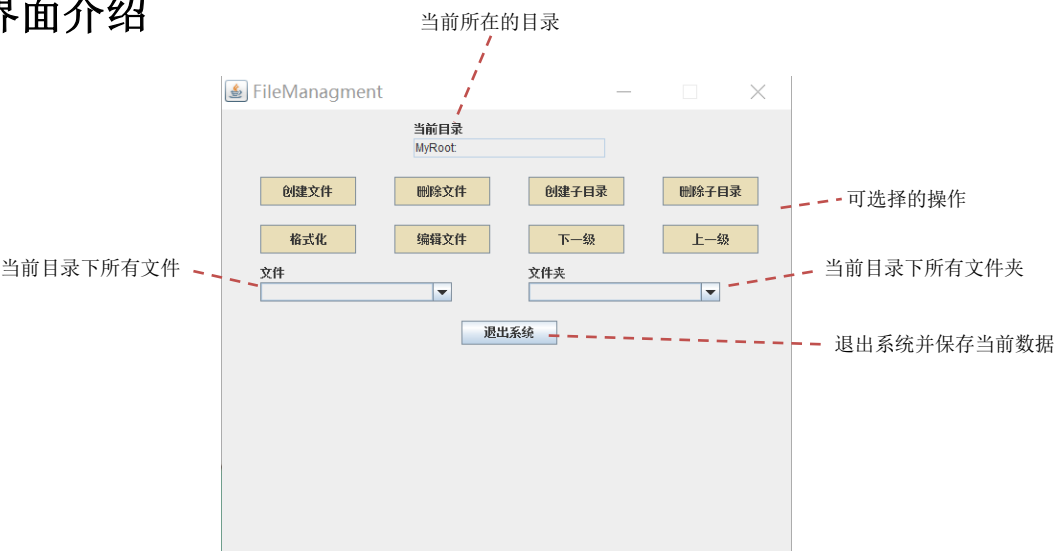 界面介绍
当前所在的目录
FileManagment
当前目录
MyRoot:
创建文件 删除文件 创建子目录 删除子目录
可选择的操作
格式化 编辑文件 下一级 上一级
当前目录下所有文件
文件 文件夹
当前目录下所有文件夹
退出系统
退出系统并保存当前数据